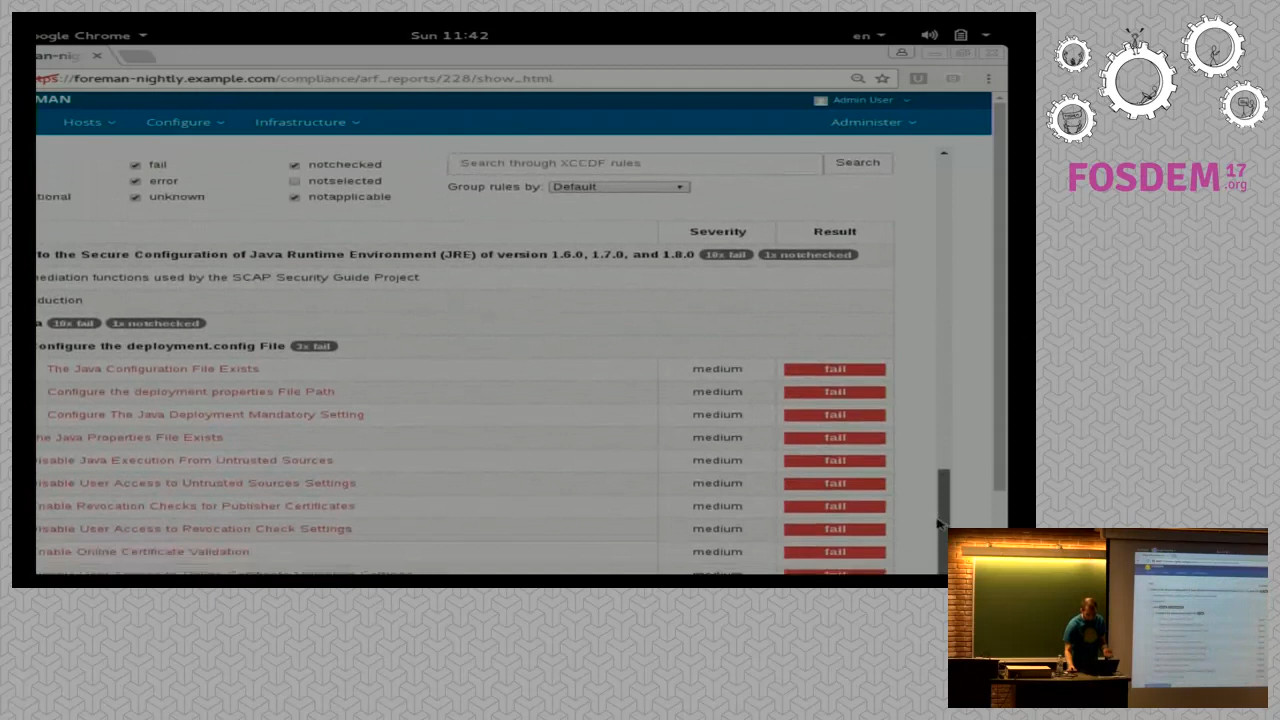 oogle Chrome
Sun 11:42
en
an-nig
://foreman-nightly.example.com/compliance/arf_reports/228/show_html
MAN
Admin User
Hosts
Configure
Infrastructure
Administer
fail
notchecked
Search through XCCDF rules
Search
error
notselected
Group rules by:
Default
tional
unknown
notapplicable
Severity
Result
to the Secure Configuration of Java Runtime Environment (JRE) of version 1.6.0, 1.7.0, and 1.8.0
10x fail
1x notchecked
ediation functions used by the SCAP Security Guide Project
duction
a
10x fail
1x notchecked
onfigure the deployment.config File
3x fail
The Java Configuration File Exists
medium
fail
Configure the deployment properties File Path
medium
fail
Configure The Java Deployment Mandatory Setting
medium
fail
he Java Properties File Exists
medium
fail
isable Java Execution From Untrusted Sources
medium
fail
isable User Access to Untrusted Sources Settings
medium
fail
nable Revocation Checks for Publisher Certificates
medium
fail
isable User Access to Revocation Check Settings
medium
fail
nable Online Certificate Validation
medium
fail
FOSDEM 17
.org